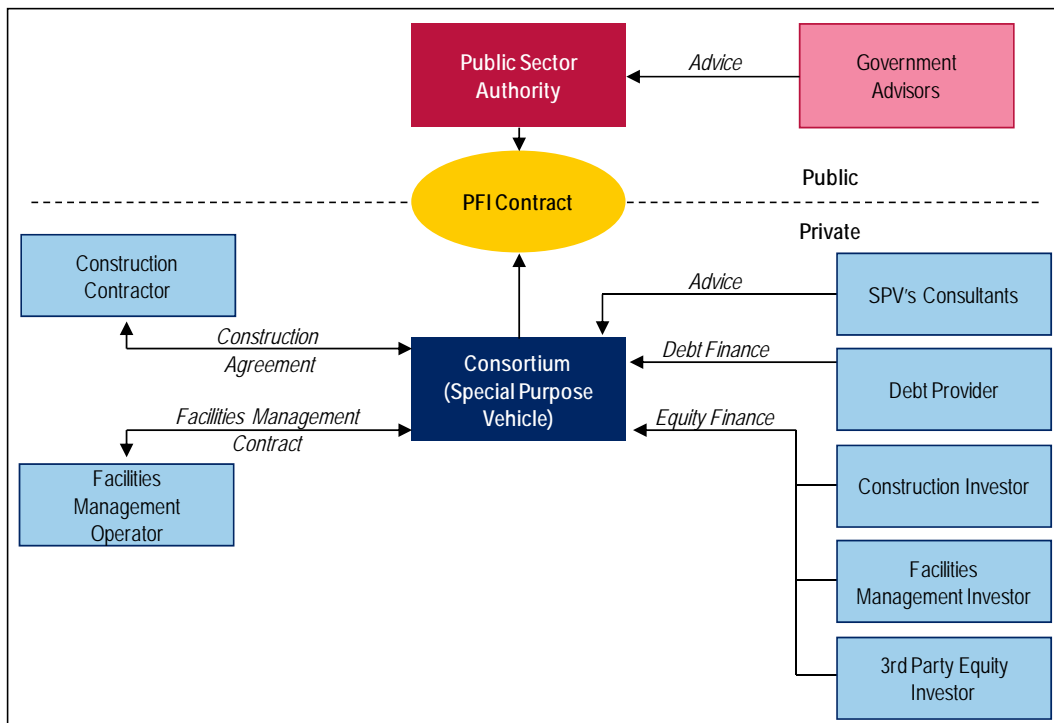 Public Sector
Authority
Advice
Government
Advisors
PFI Contract
Public
Private
Construction
Contractor
Advice
SPV's Consultants
Construction
Agreement
Consortium
(Special Purpose
Vehicle)
Debt Finance
Debt Provider
Facilities Management
Contract
Equity Finance
Facilities
Management
Operator
Construction Investor
Facilities
Management Investor
3rd Party Equity
Investor